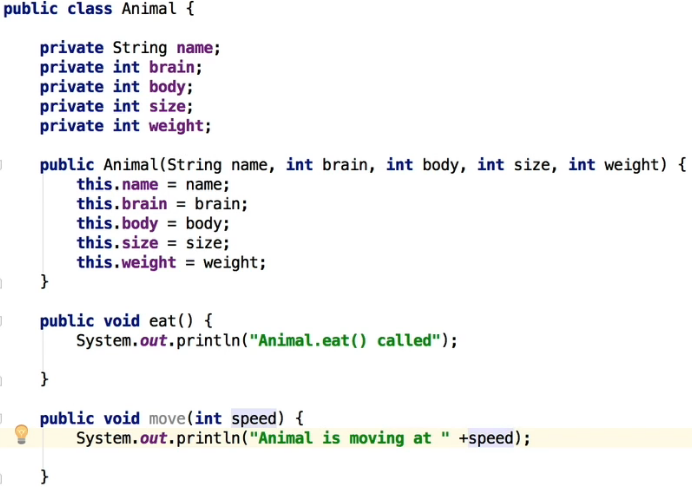 public class Animal {
private String name;
private int brain;
private int body;
private int size;
private int weight;
public Animal(String name, int brain, int body, int size, int weight) {
this.name = name;
this.brain = brain;
this.body = body;
this.size = size;
this.weight = weight;
}
public void eat() {
System.out.println("Animal.eat() called");
}
public void move(int speed) {
System.out.println("Animal is moving at " +speed);
}